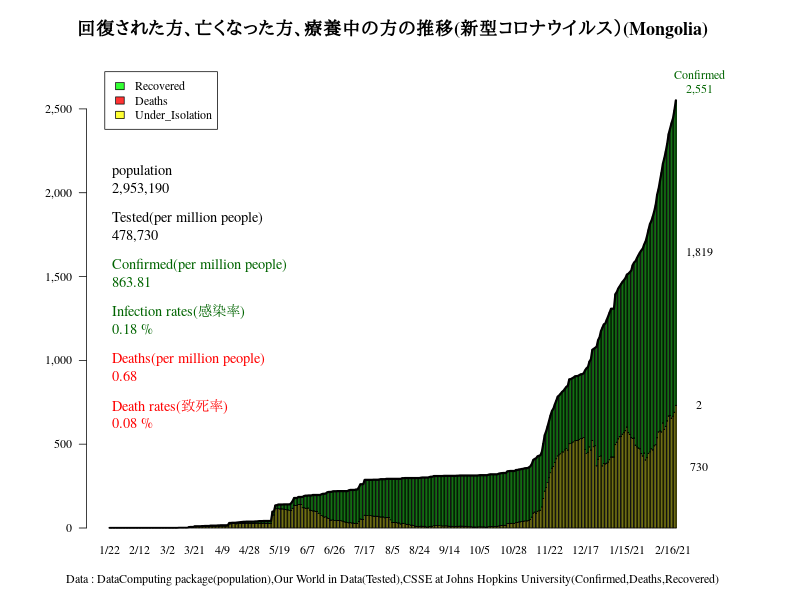 回復された方、亡くなった方、療養中の方の推移(新型コロナウイルス）(Mongolia)
Confirmed
2,551
Recovered
Deaths
Under_Isolation
2,500
2,000
1,500
1,000
500
0
population
2,953,190
Tested(per million people)
478,730
Confirmed(per million people)
863.81
Infection rates(感染率)
0.18 %
Deaths(per million people)
0.68
Death rates(致死率)
0.08 %
1,819
2
730
1/22 2/12 3/2 3/21 4/9 4/28 5/19 6/7 6/26 7/17 8/5 8/24 9/14 10/5 10/28 11/22 12/17 1/15/21 2/16/21
Data : DataComputing package(population),Our World in Data(Tested),CSSE at Johns Hopkins University(Confirmed,Deaths,Recovered)